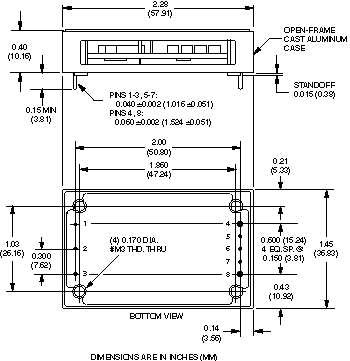 2.28
(57.91)
OPEN-FRAME
CAST ALUMINUM
CASE
0.40
(10.16)
STANDOFF
0.015 (0.39)
0.15 MIN
(3.81)
PINS 1-3, 5-7:
0.040 ±0.002 (1.016 ±0.051)
PINS 4, 8:
0.060 ±0.002 (1.524 ±0.051)
2.00
(50.80)
1.860
(47.24)
0.21
(5.33)
1
2
3
4
5
6
7
8
(4) 0.170 DIA.
#M3 THD. THRU
1.03
(26.16)
0.300
(7.62)
0.600 (15.24)
4 EQ. SP. @
0.150 (3.81)
1.45
(36.83)
0.43
(10.92)
BOTTOM VIEW
0.14
(3.56)
DIMENSIONS ARE IN INCHES (MM)